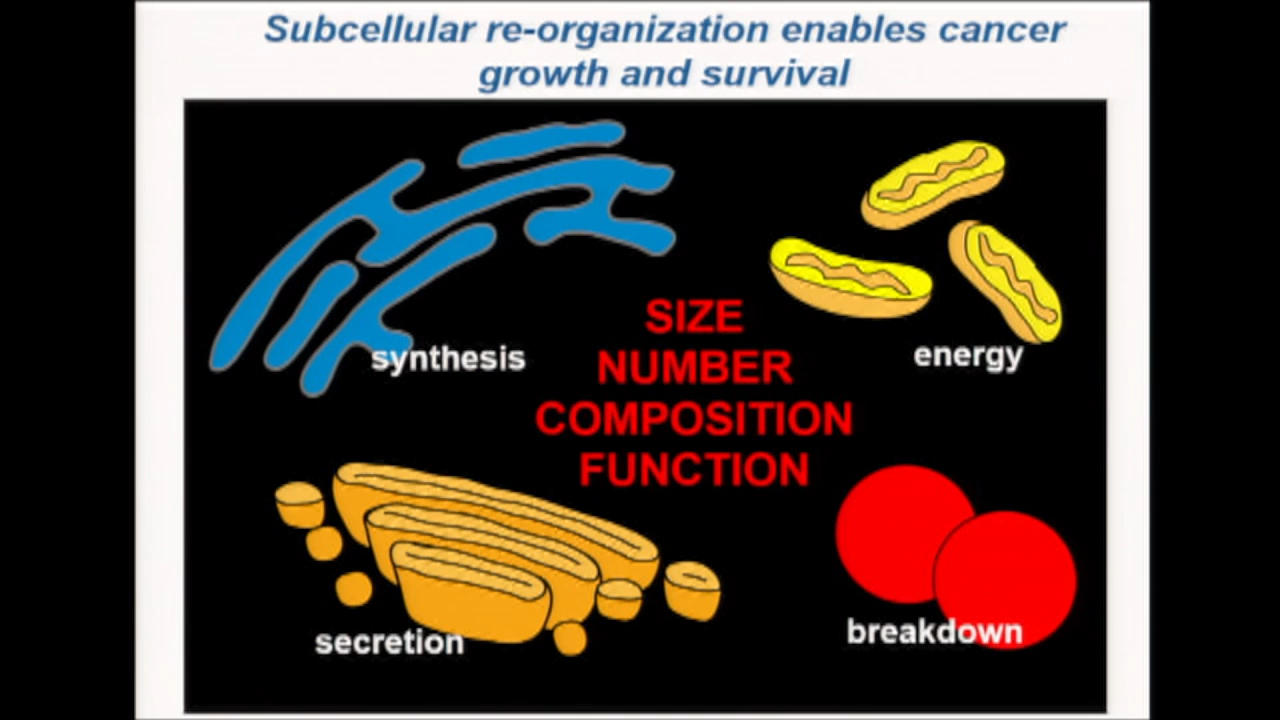 Subcellular re-organization enables cancer
growth and survival
synthesis
energy
SIZE
NUMBER
COMPOSITION
FUNCTION
secretion
breakdown